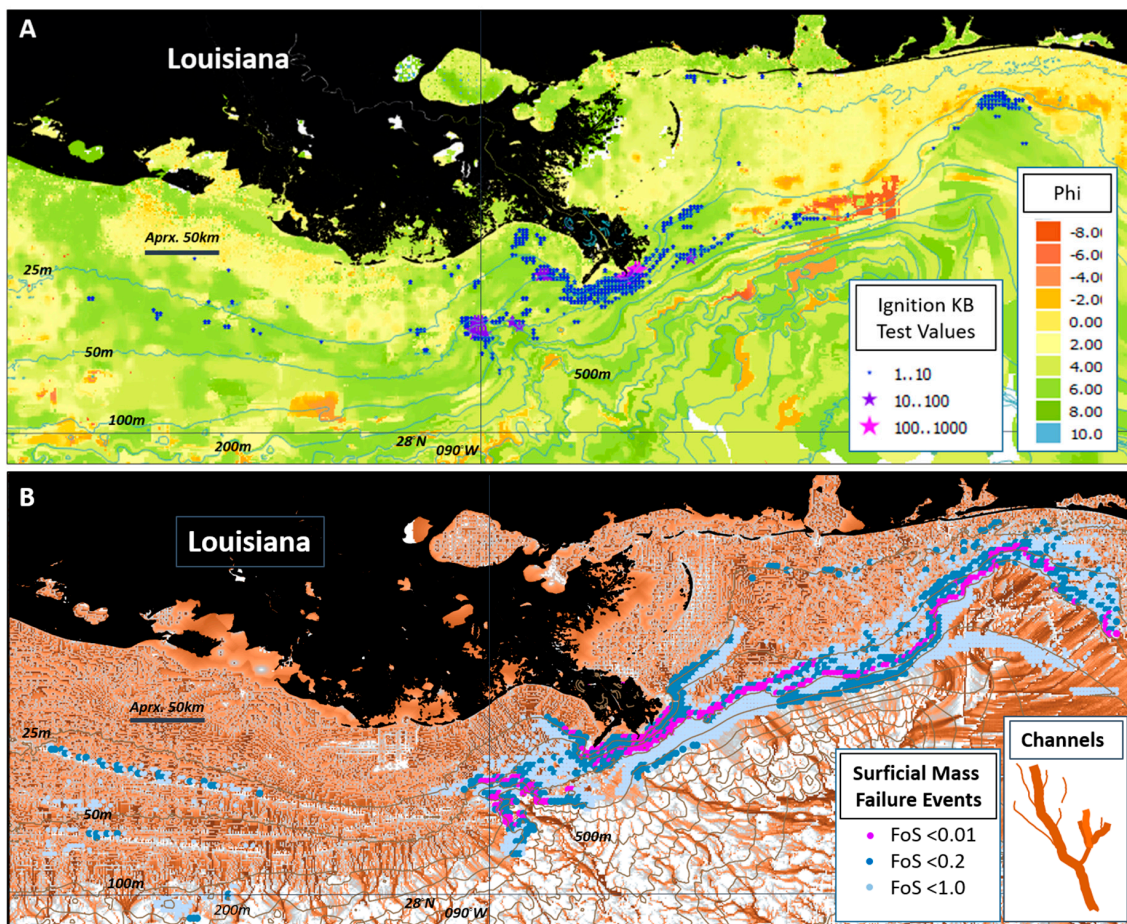 A
Louisiana
Aprx. 50km
25m
50m
100m
200m
500m
28°N
090°W
Ignition KB
Test Values
1..10
10..100
100..1000
Phi
-8.00
-6.00
-4.00
-2.00
0.00
2.00
4.00
6.00
8.00
10.0
B
Louisiana
Aprx. 50km
25m
50m
100m
200m
500m
28°N
090°W
Surficial Mass
Failure Events
FoS <0.01
FoS <0.2
FoS <1.0
Channels